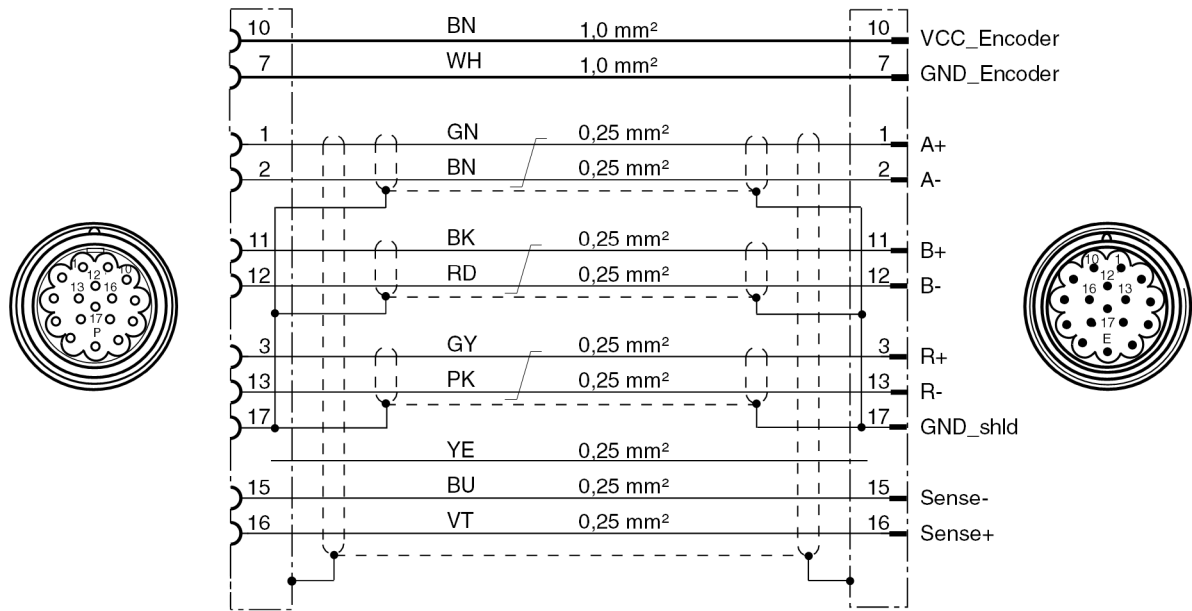 10 BN 1,0 mm² 10 VCC_Encoder
7 WH 1,0 mm² 7 GND_Encoder
1 GN 0,25 mm² 1 A+
2 BN 0,25 mm² 2 A-
11 BK 0,25 mm² 11 B+
12 RD 0,25 mm² 12 B-
3 GY 0,25 mm² 3 R+
13 PK 0,25 mm² 13 R-
17 17 GND_shld
YE 0,25 mm²
15 BU 0,25 mm² 15 Sense-
16 VT 0,25 mm² 16 Sense+
1 10
12
13 16
17
P
10 1
12
16 13
17
E